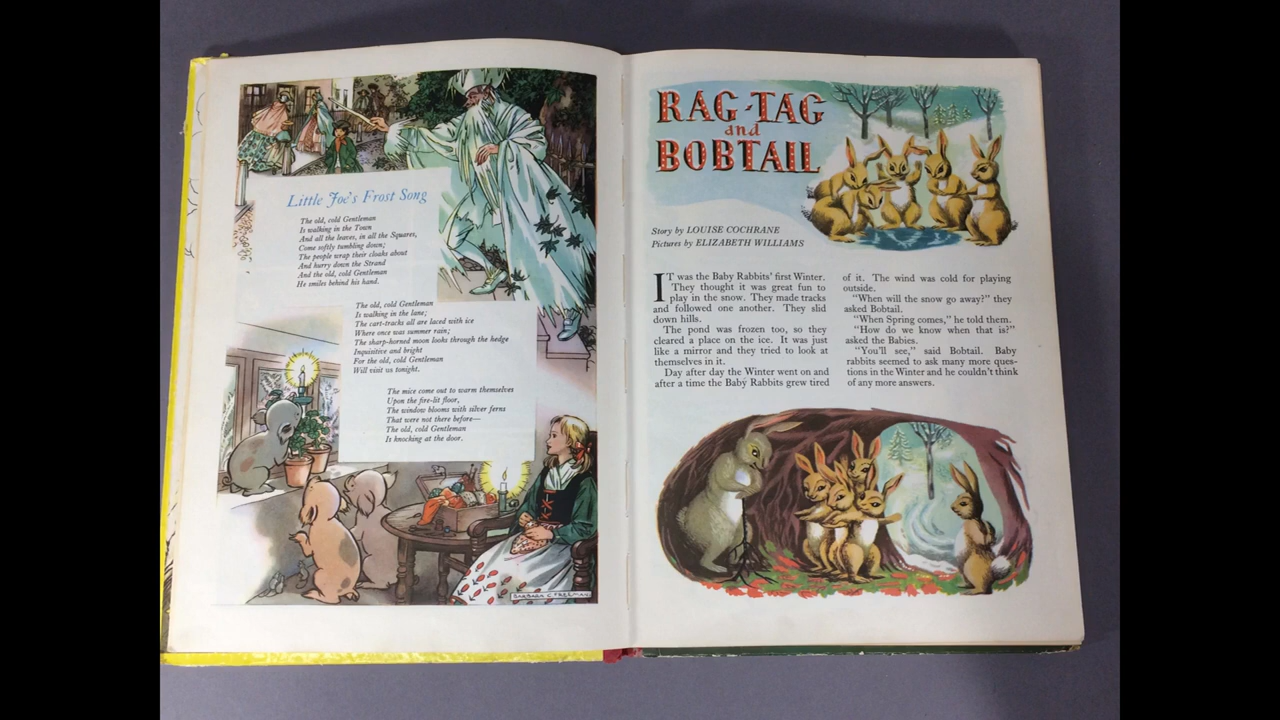 Little Joe's Frost Song
The old, cold Gentleman
Is walking in the Town
And all the leaves, in all the Squares,
Come softly tumbling down;
The people wrap their cloaks about
And hurry down the Strand
And the old, cold Gentleman
He smiles behind his hand.
The old, cold Gentleman
Is walking in the lane;
The cart-tracks all are laced with ice
Where once was summer rain;
The sharp-horned moon looks through the hedge
Inquisitive and bright
For the old, cold Gentleman
Will visit us tonight.
The mice come out to warm themselves
Upon the fire-lit floor,
The window blooms with silver ferns
That were not there before—
The old, cold Gentleman
Is knocking at the door.
BARBARA C FREEMAN
RAG-TAG
and
BOBTAIL
Story by LOUISE COCHRANE
Pictures by ELIZABETH WILLIAMS
IT was the Baby Rabbits' first Winter.
They thought it was great fun to
play in the snow. They made tracks
and followed one another. They slid
down hills.
The pond was frozen too, so they
cleared a place on the ice. It was just
like a mirror and they tried to look at
themselves in it.
Day after day the Winter went on and
after a time the Baby Rabbits grew tired
of it. The wind was cold for playing
outside.
"When will the snow go away?" they
asked Bobtail.
"When Spring comes," he told them.
"How do we know when that is?"
asked the Babies.
"You'll see," said Bobtail. Baby
rabbits seemed to ask many more ques-
tions in the Winter and he couldn't think
of any more answers.